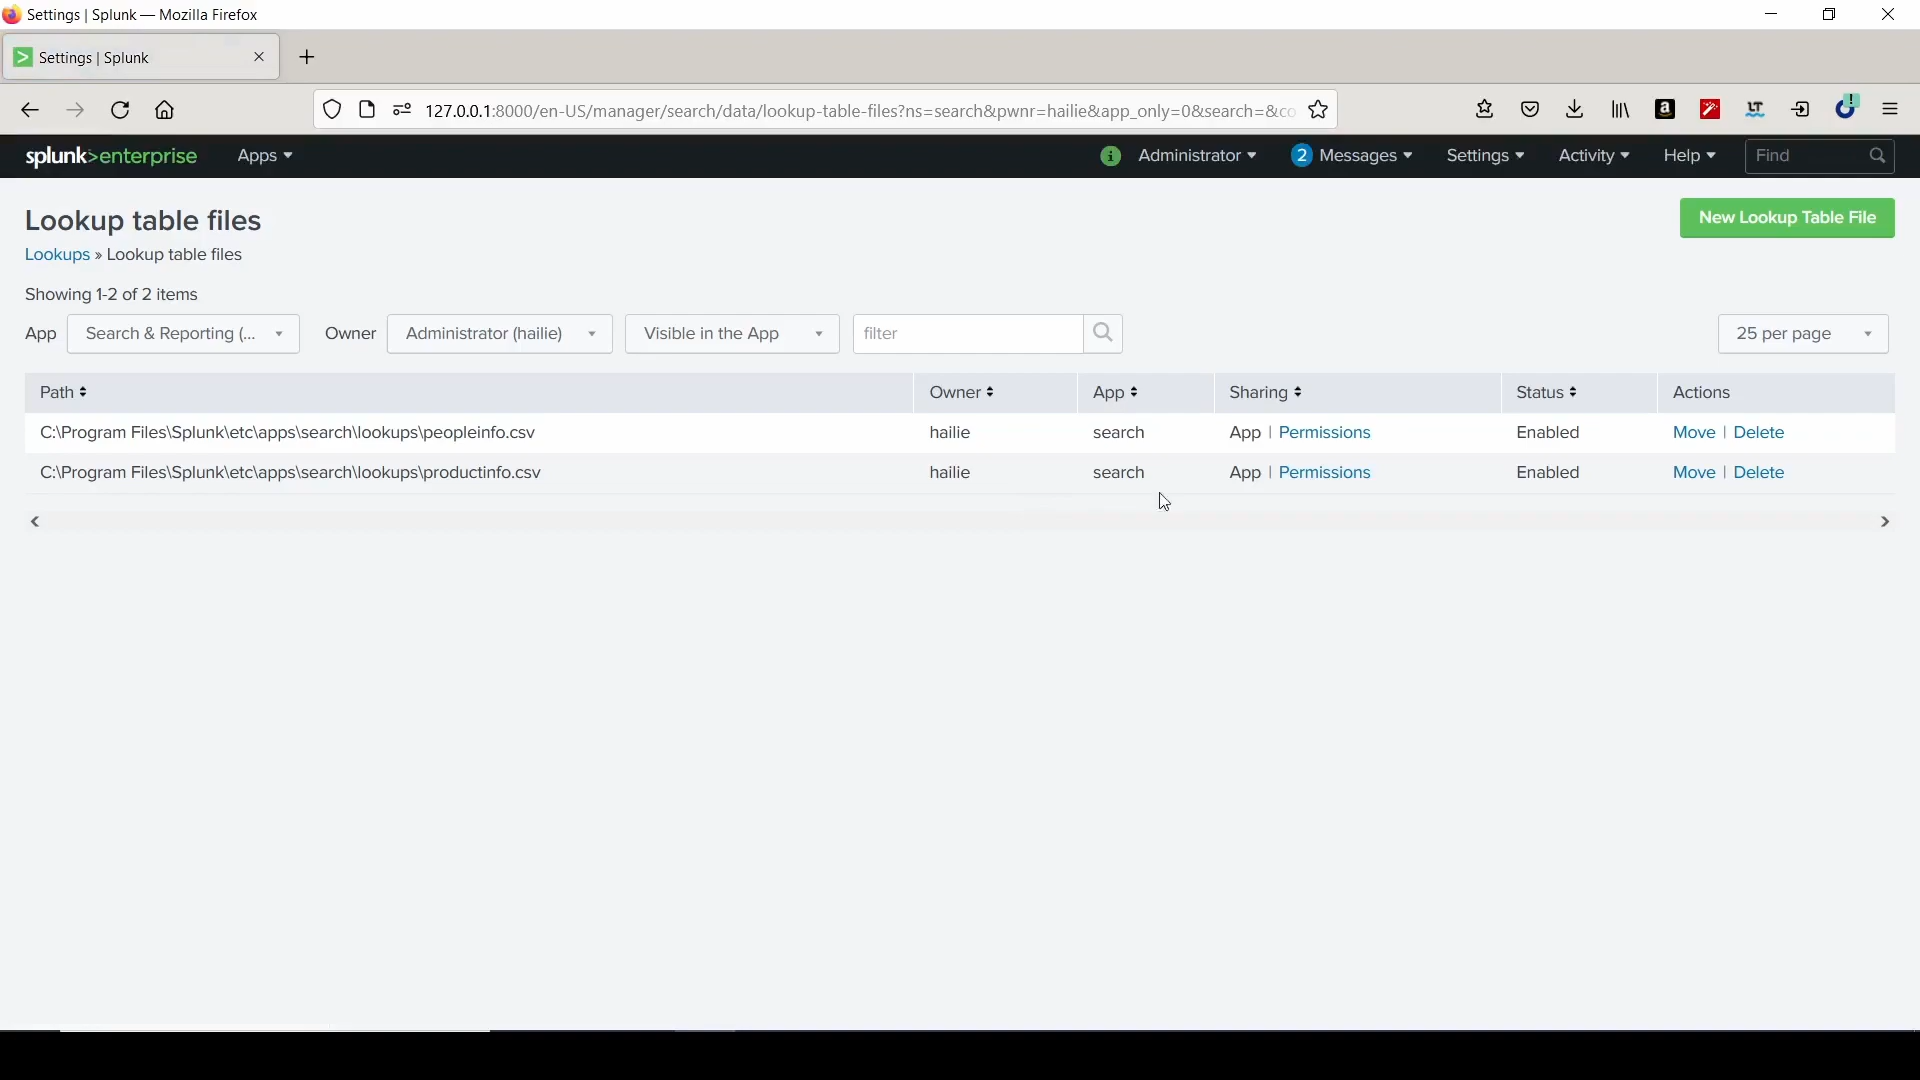 Settings | Splunk — Mozilla Firefox
Settings | Splunk
127.0.0.1:8000/en-US/manager/search/data/lookup-table-files?ns=search&pwnr=hailie&app_only=0&search=&co
splunk>enterprise Apps i Administrator 2 Messages Settings Activity Help Find
Lookup table files
New Lookup Table File
Lookups » Lookup table files
Showing 1-2 of 2 items
App Search & Reporting (... Owner Administrator (hailie) Visible in the App filter 25 per page
Path Owner App Sharing Status Actions
C:\Program Files\Splunk\etc\apps\search\lookups\peopleinfo.csv hailie search App | Permissions Enabled Move | Delete
C:\Program Files\Splunk\etc\apps\search\lookups\productinfo.csv hailie search App | Permissions Enabled Move | Delete